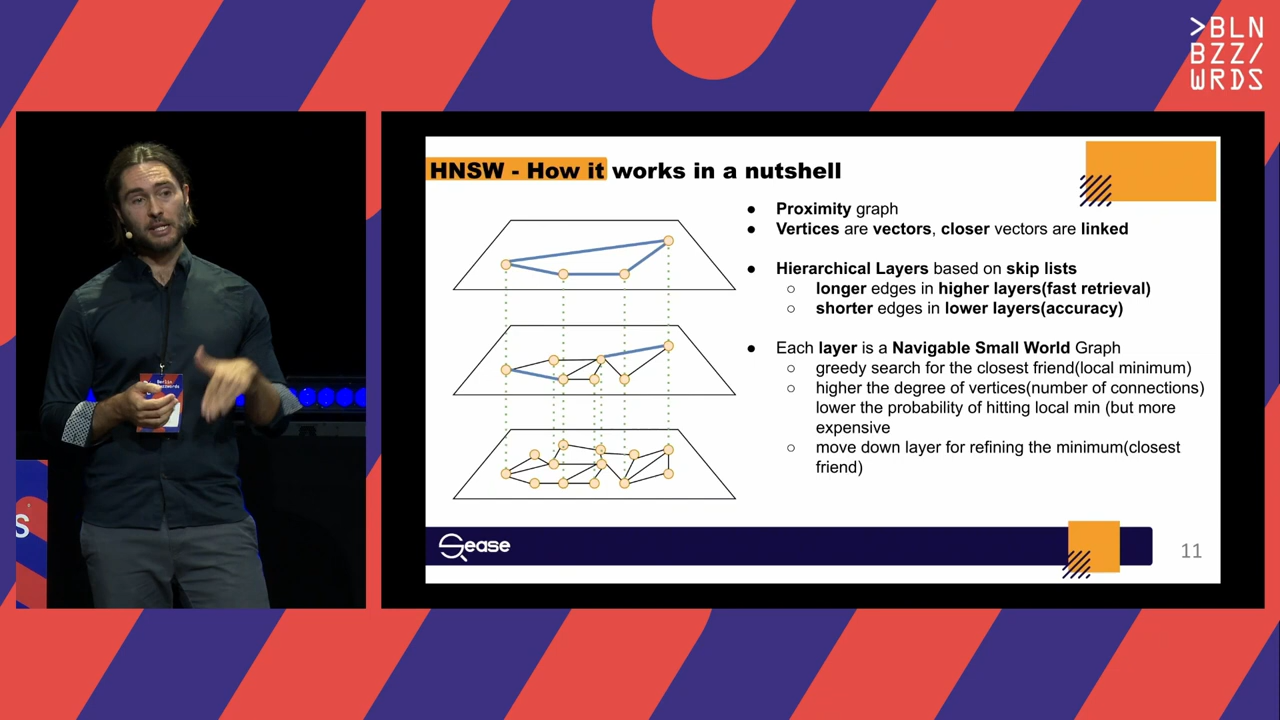 >BLN
BZZ/
WRDS
HNSW - How it works in a nutshell
● Proximity graph
● Vertices are vectors, closer vectors are linked
● Hierarchical Layers based on skip lists
○ longer edges in higher layers(fast retrieval)
○ shorter edges in lower layers(accuracy)
● Each layer is a Navigable Small World Graph
○ greedy search for the closest friend(local minimum)
○ higher the degree of vertices(number of connections)
lower the probability of hitting local min (but more
expensive
○ move down layer for refining the minimum(closest
friend)
Sease
11
Berlin
Buzzwords
S